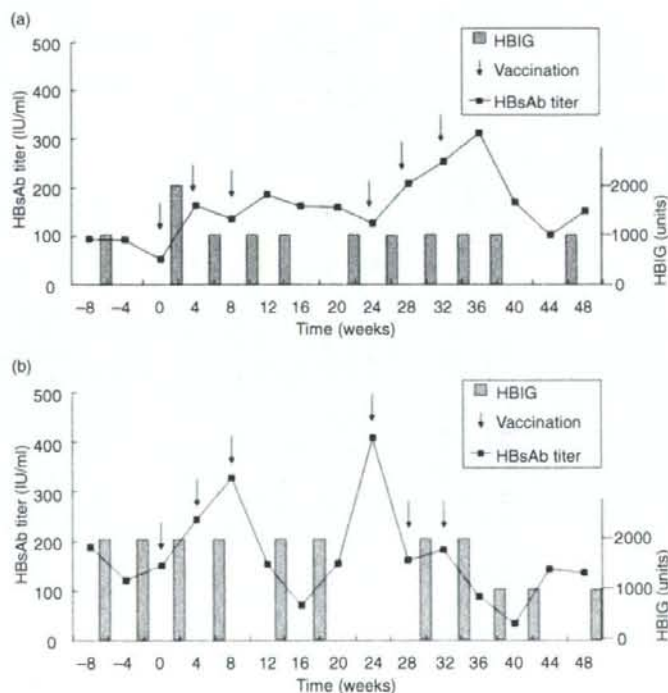 (a)
500
400
300
200
100
0
HBsAb titer (IU/ml)
HBIG
Vaccination
HBsAb titer
2000
1000
0
HBIG (units)
−8 −4 0 4 8 12 16 20 24 28 32 36 40 44 48
Time (weeks)
(b)
500
400
300
200
100
0
HBsAb titer (IU/ml)
HBIG
Vaccination
HBsAb titer
2000
1000
0
HBIG (units)
−8 −4 0 4 8 12 16 20 24 28 32 36 40 44 48
Time (weeks)